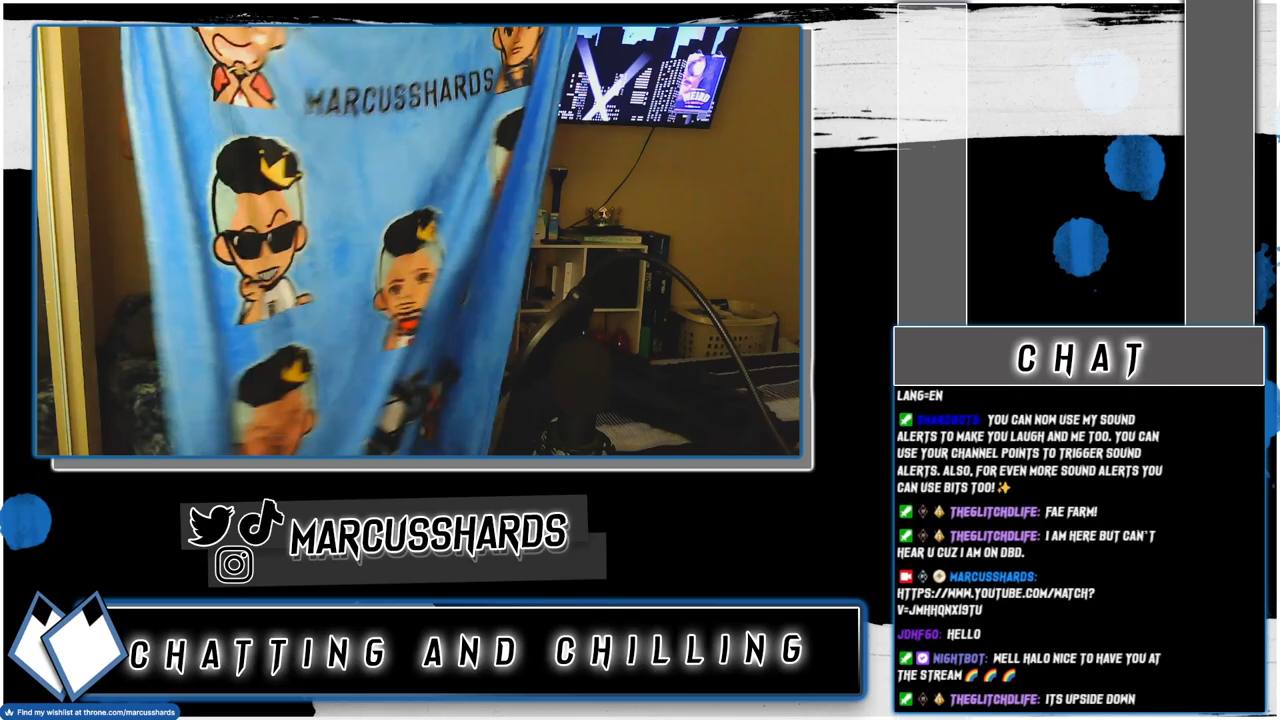 MARCUSSHARDS
CHAT
LANG=EN
SHARDBOTS YOU CAN NOW USE MY SOUND
ALERTS TO MAKE YOU LAUGH AND ME TOO. YOU CAN
USE YOUR CHANNEL POINTS TO TRIGGER SOUND
ALERTS. ALSO, FOR EVEN MORE SOUND ALERTS YOU
CAN USE BITS TOO! ✨
THEGLITCHDLIFE: FAE FARM!
THEGLITCHDLIFE: I AM HERE BUT CAN'T
HEAR U CUZ I AM ON DBD.
MARCUSSHARDS:
HTTPS://WWW.YOUTUBE.COM/WATCH?
V=JMHHQNXI9TU
JDHFGO: HELLO
NIGHTBOT: WELL HALO NICE TO HAVE YOU AT
THE STREAM 🌈 🌈 🌈
THEGLITCHDLIFE: ITS UPSIDE DOWN
MARCUSSHARDS
CHATTING AND CHILLING
Find my wishlist at throne.com/marcusshards